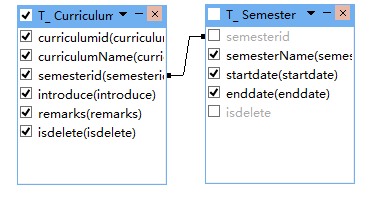 T_ Curriculum
curriculumid(curriculum
curriculumName(curri
semesterid(semesteri
introduce(introduce)
remarks(remarks)
isdelete(isdelete)
T_ Semester
semesterid
semesterName(semes
startdate(startdate)
enddate(enddate)
isdelete